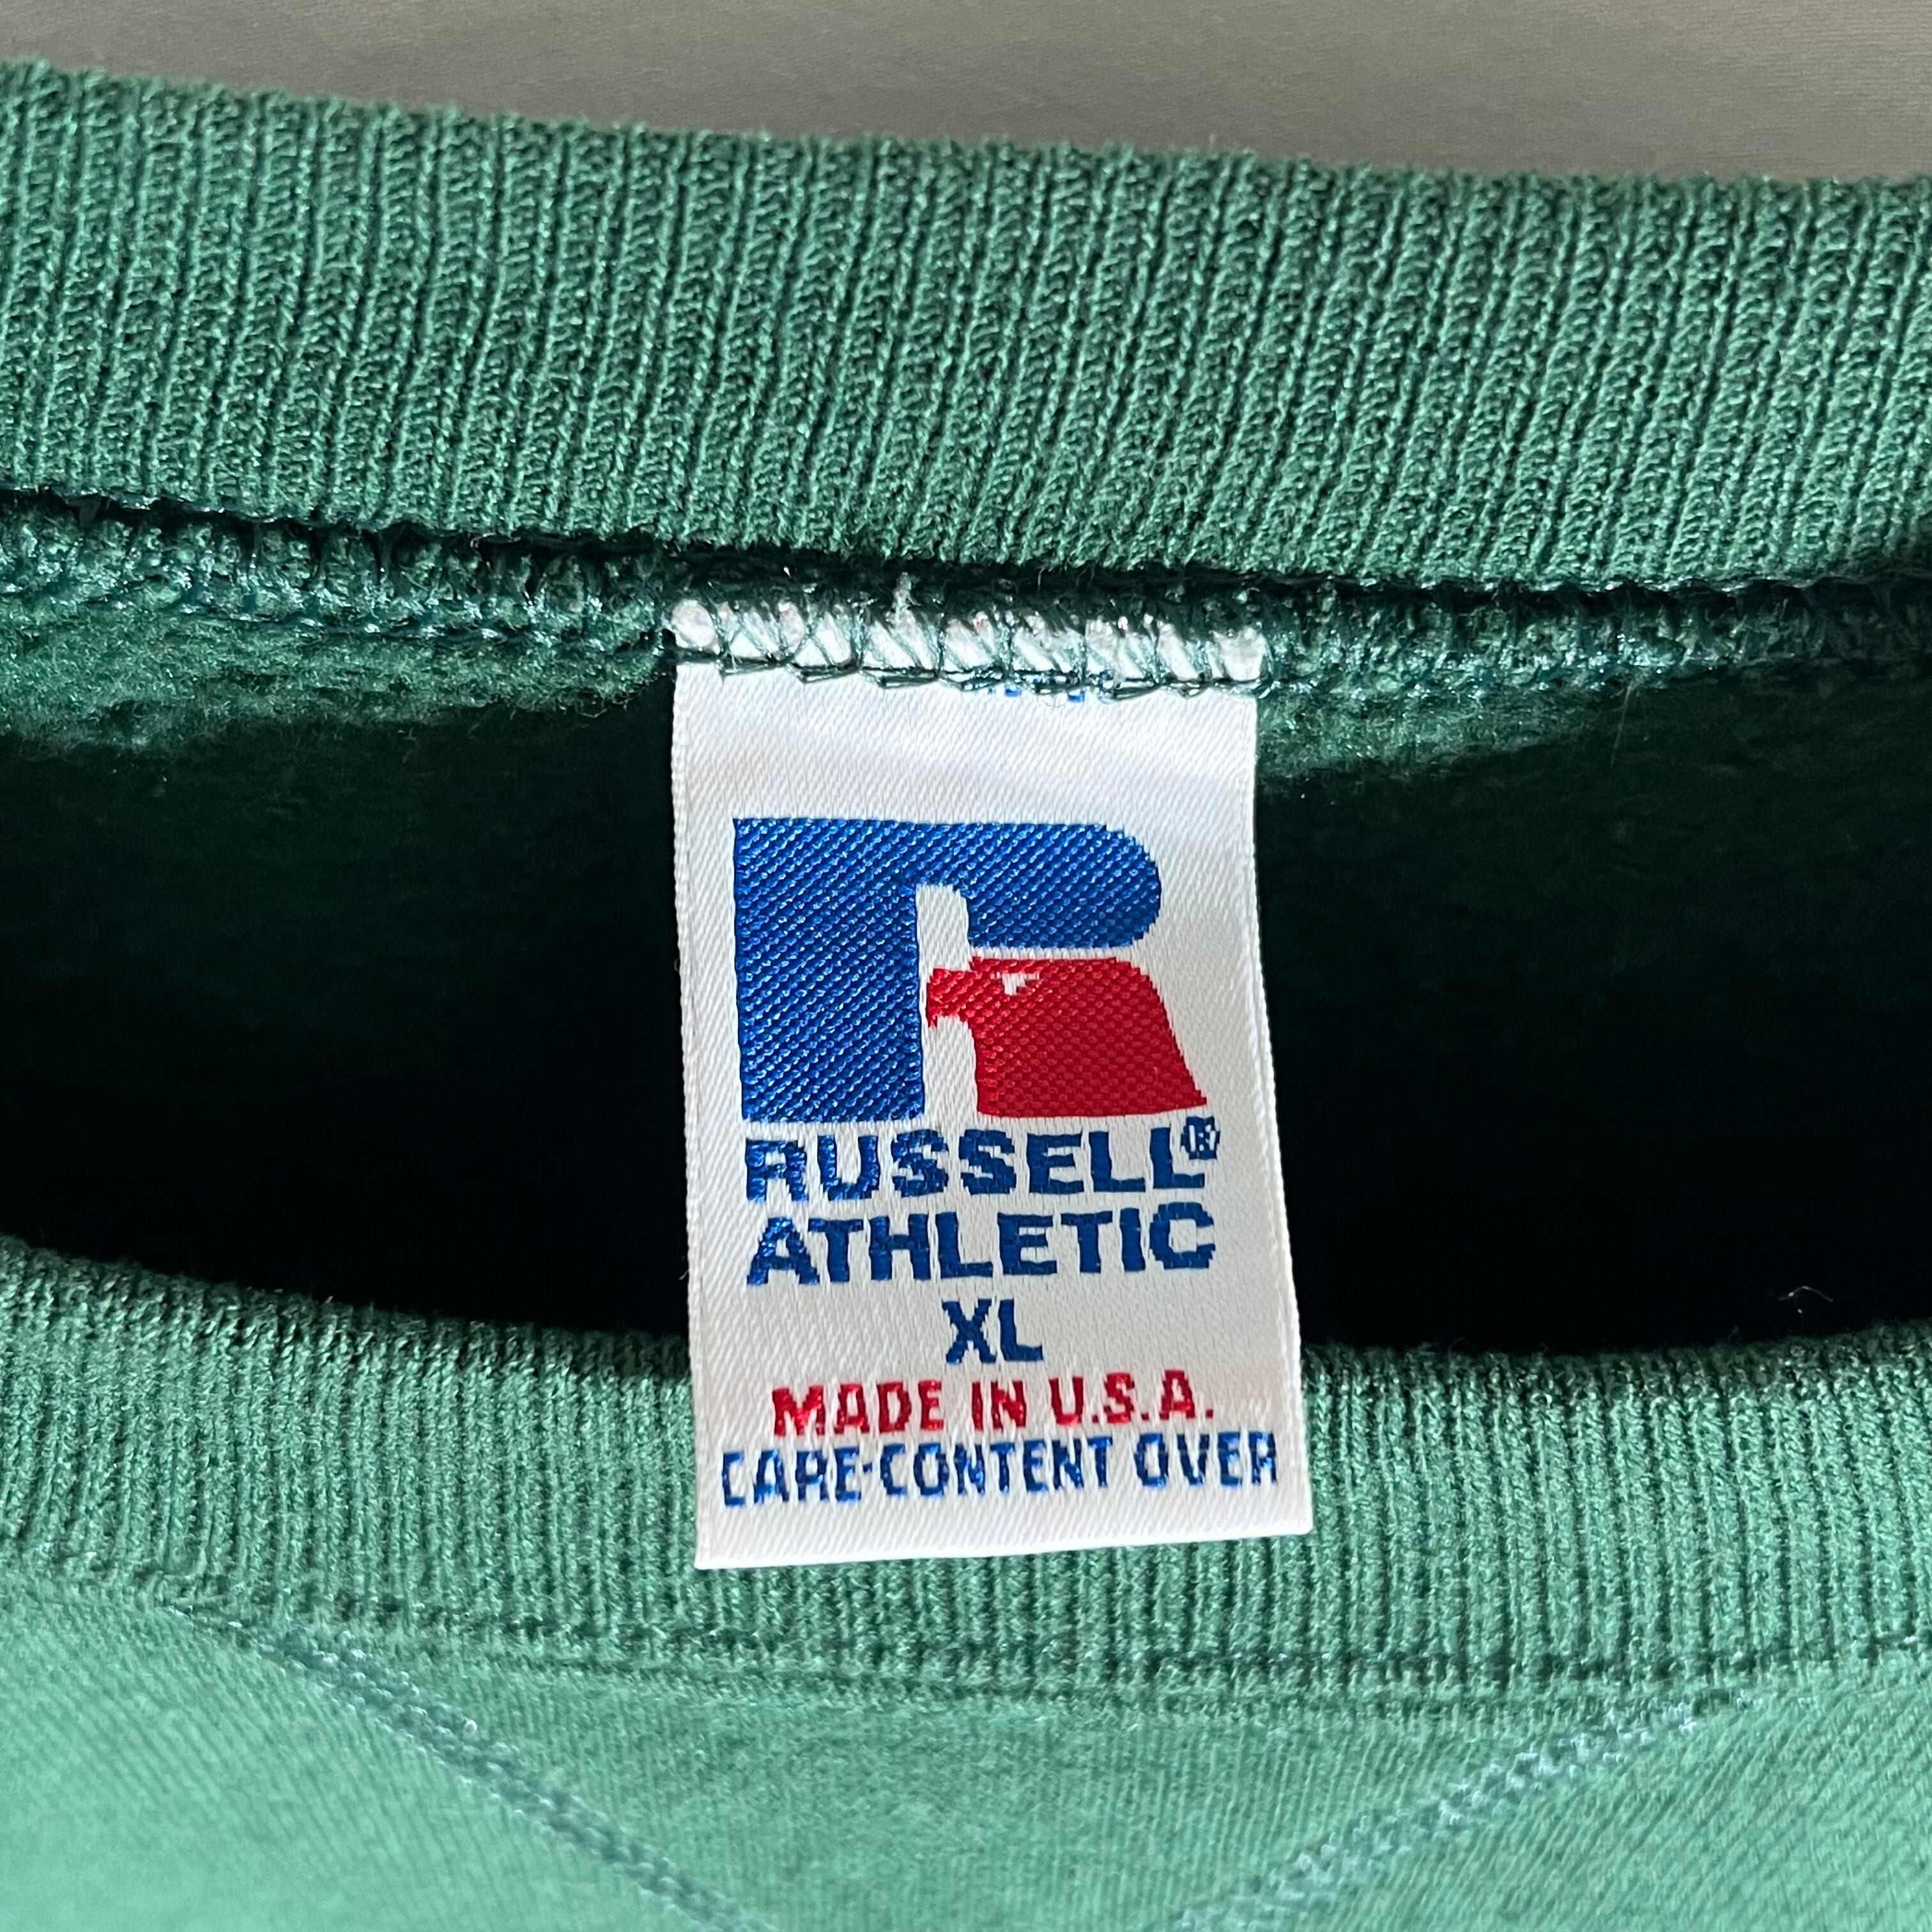 RUSSELL®
ATHLETIC
XL
MADE IN U.S.A.
CARE-CONTENT OVER